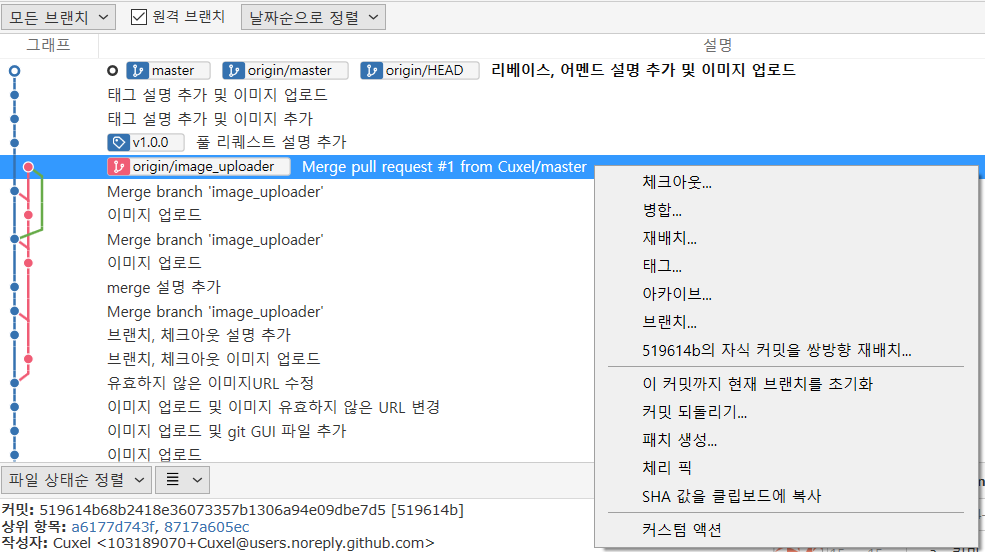 모든 브랜치 원격 브랜치 날짜순으로 정렬
그래프 설명
master origin/master origin/HEAD 리베이스, 어멘드 설명 추가 및 이미지 업로드
태그 설명 추가 및 이미지 업로드
태그 설명 추가 및 이미지 추가
v1.0.0 풀 리퀘스트 설명 추가
origin/image_uploader Merge pull request #1 from Cuxel/master
Merge branch 'image_uploader'
이미지 업로드
Merge branch 'image_uploader'
이미지 업로드
merge 설명 추가
Merge branch 'image_uploader'
브랜치, 체크아웃 설명 추가
브랜치, 체크아웃 이미지 업로드
유효하지 않은 이미지URL 수정
이미지 업로드 및 이미지 유효하지 않은 URL 변경
이미지 업로드 및 git GUI 파일 추가
이미지 업로드
체크아웃...
병합...
재배치...
태그...
아카이브...
브랜치...
519614b의 자식 커밋을 쌍방향 재배치...
이 커밋까지 현재 브랜치를 초기화
커밋 되돌리기...
패치 생성...
체리 픽
SHA 값을 클립보드에 복사
커스텀 액션
파일 상태순 정렬
커밋: 519614b68b2418e36073357b1306a94e09dbe7d5 [519614b]
상위 항목: a6177d743f, 8717a605ec
작성자: Cuxel <103189070+Cuxel@users.noreply.github.com>